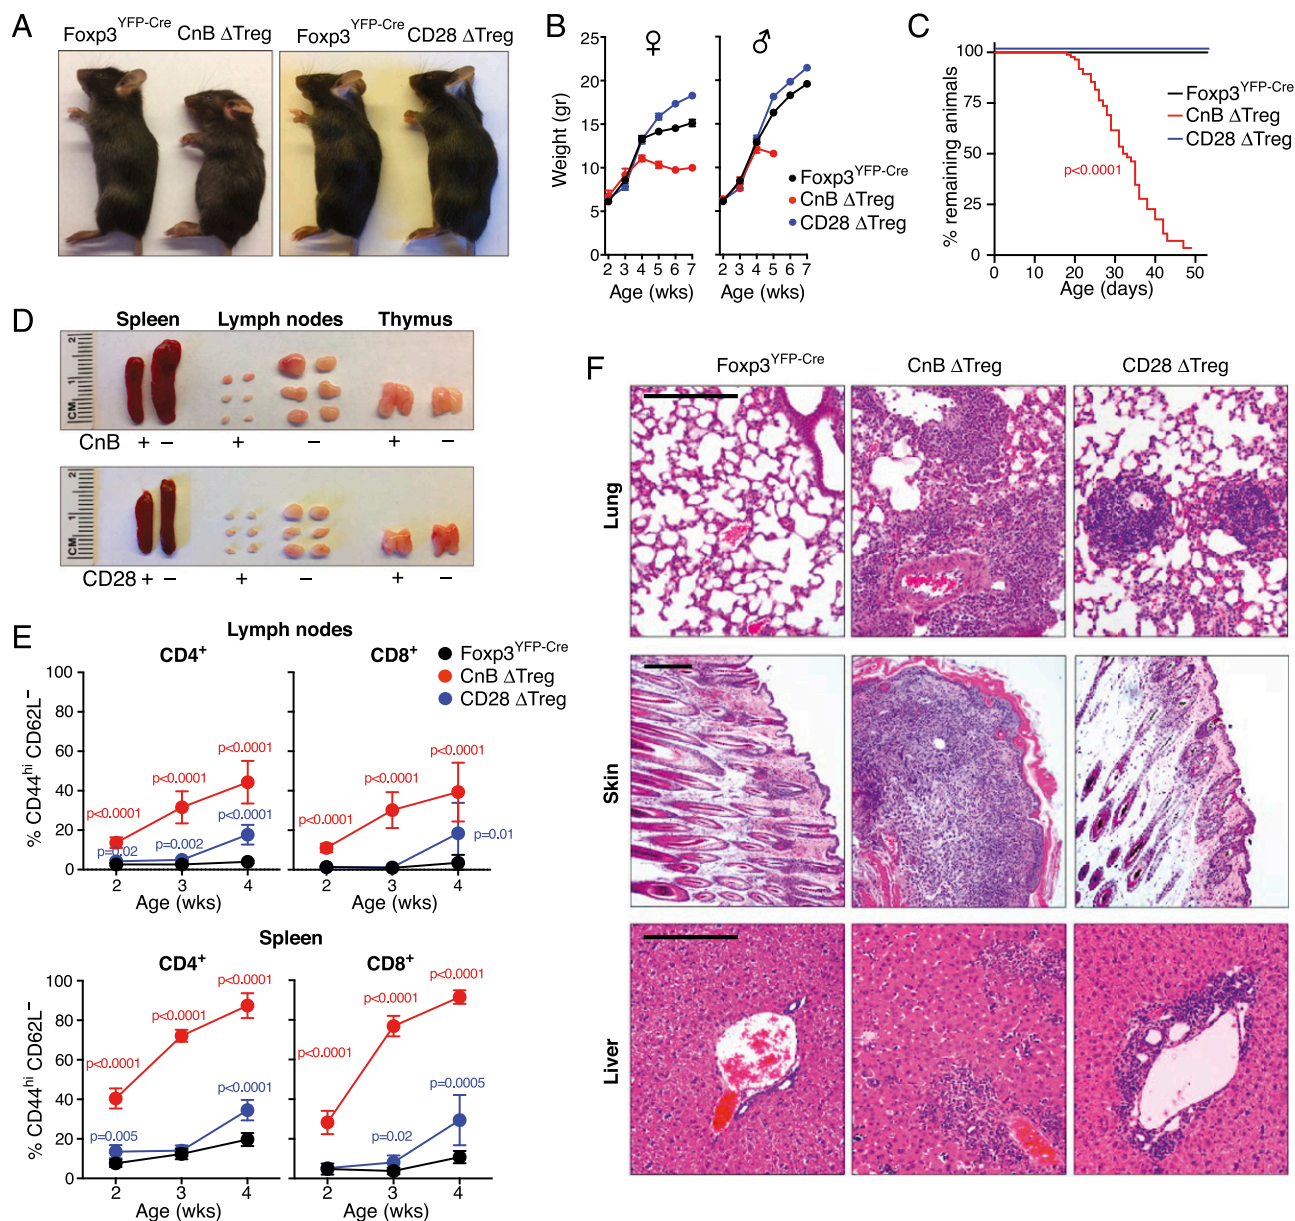 A
Foxp3YFP-Cre CnB ΔTreg
Foxp3YFP-Cre CD28 ΔTreg
B
♀ ♂
Weight (gr)
25
20
15
10
5
0
2 3 4 5 6 7
Age (wks)
2 3 4 5 6 7
Age (wks)
Foxp3YFP-Cre
CnB ΔTreg
CD28 ΔTreg
C
% remaining animals
100
75
50
25
0
0 10 20 30 40 50
Age (days)
p<0.0001
Foxp3YFP-Cre
CnB ΔTreg
CD28 ΔTreg
D
Spleen Lymph nodes Thymus
2
1
CM
CnB + − + − + −
2
1
CM
CD28 + − + − + −
E
Lymph nodes
CD4+ CD8+
Foxp3YFP-Cre
CnB ΔTreg
CD28 ΔTreg
% CD44hi CD62L−
100
80
60
40
20
0
p<0.0001
p<0.0001
p<0.0001
p=0.02
p=0.002
p<0.0001
2 3 4
Age (wks)
p<0.0001
p<0.0001
p<0.0001
p=0.01
2 3 4
Age (wks)
Spleen
CD4+ CD8+
% CD44hi CD62L−
100
80
60
40
20
0
p<0.0001
p<0.0001
p<0.0001
p=0.005
p<0.0001
2 3 4
Age (wks)
p<0.0001
p<0.0001
p<0.0001
p=0.02
p=0.0005
2 3 4
Age (wks)
F
Foxp3YFP-Cre CnB ΔTreg CD28 ΔTreg
Lung
Skin
Liver